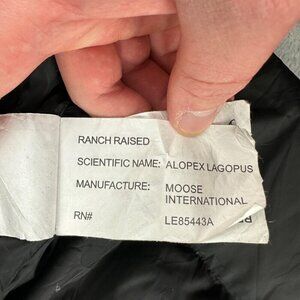 RANCH RAISED
SCIENTIFIC NAME: ALOPEX LAGOPUS
MANUFACTURE: MOOSE
INTERNATIONAL
RN# LE85443A